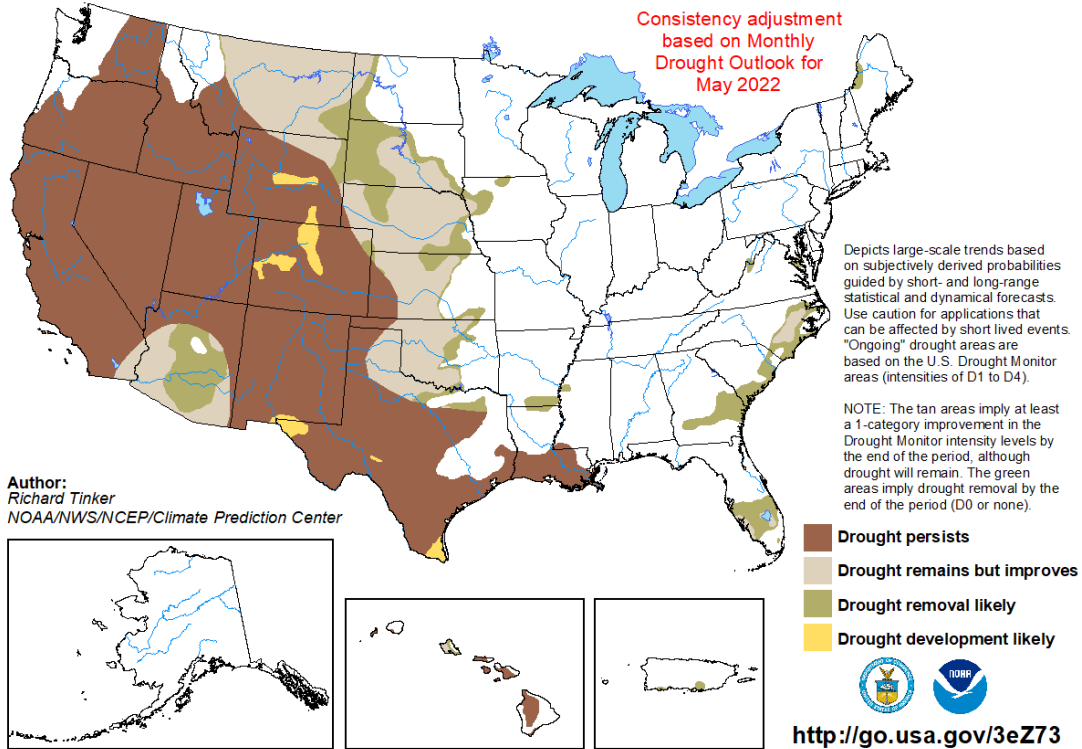 Consistency adjustment
based on Monthly
Drought Outlook for
May 2022
Depicts large-scale trends based
on subjectively derived probabilities
guided by short- and long-range
statistical and dynamical forecasts.
Use caution for applications that
can be affected by short lived events.
"Ongoing" drought areas are
based on the U.S. Drought Monitor
areas (intensities of D1 to D4).
NOTE: The tan areas imply at least
a 1-category improvement in the
Drought Monitor intensity levels by
the end of the period, although
drought will remain. The green
areas imply drought removal by the
end of the period (D0 or none).
Author:
Richard Tinker
NOAA/NWS/NCEP/Climate Prediction Center
Drought persists
Drought remains but improves
Drought removal likely
Drought development likely
NOAA
http://go.usa.gov/3eZ73